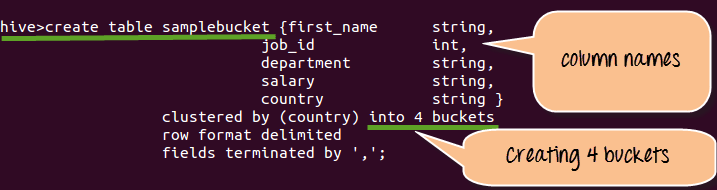 hive>create table samplebucket {first_name string,
job_id int,
department string,
salary string,
country string }
clustered by (country) into 4 buckets
row format delimited
fields terminated by ',';
column names
Creating 4 buckets